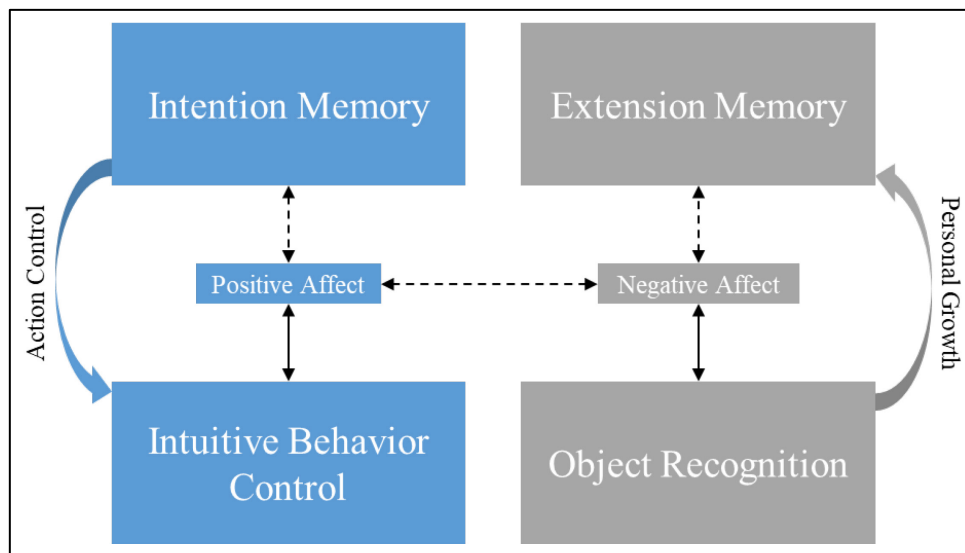 Intention Memory
Extension Memory
Action Control
Positive Affect
Negative Affect
Personal Growth
Intuitive Behavior
Control
Object Recognition